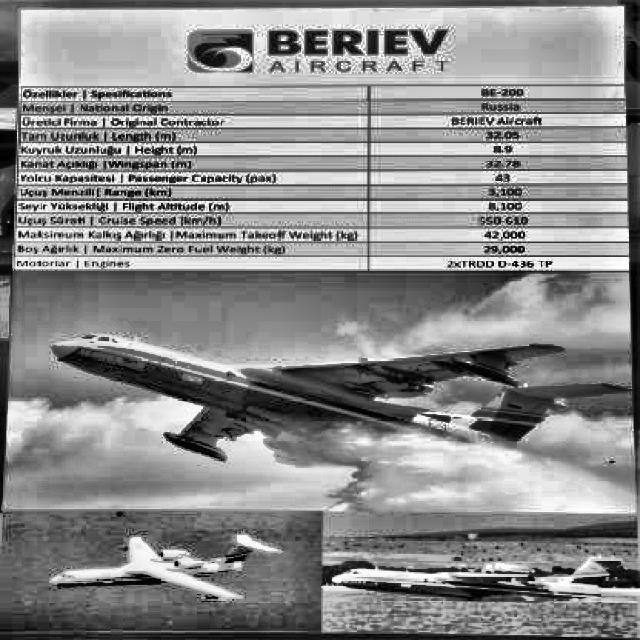 BERIEV
AIRCRAFT
Özellikler | Spesifications BE-200
Menşei | National Origin Russia
Üretici Firma | Original Contractor BERIEV Aircraft
Tam Uzunluk | Length (m) 32.05
Kuyruk Uzunluğu | Height (m) 8.9
Kanat Açıklığı |Wingspan (m) 32.78
Yolcu Kapasitesi | Passenger Capacity (pax) 43
Uçuş Menzili| Range (km) 3,100
Seyir Yüksekliği | Flight Altitude (m) 8,100
Uçuş Sürati | Cruise Speed (km/h) 550-610
Maksimum Kalkış Ağırlığı |Maximum Takeoff Weight (kg) 42,000
Boş Ağırlık | Maximum Zero Fuel Weight (kg) 29,000
Motorlar | Engines 2xTRDD D-436 TP